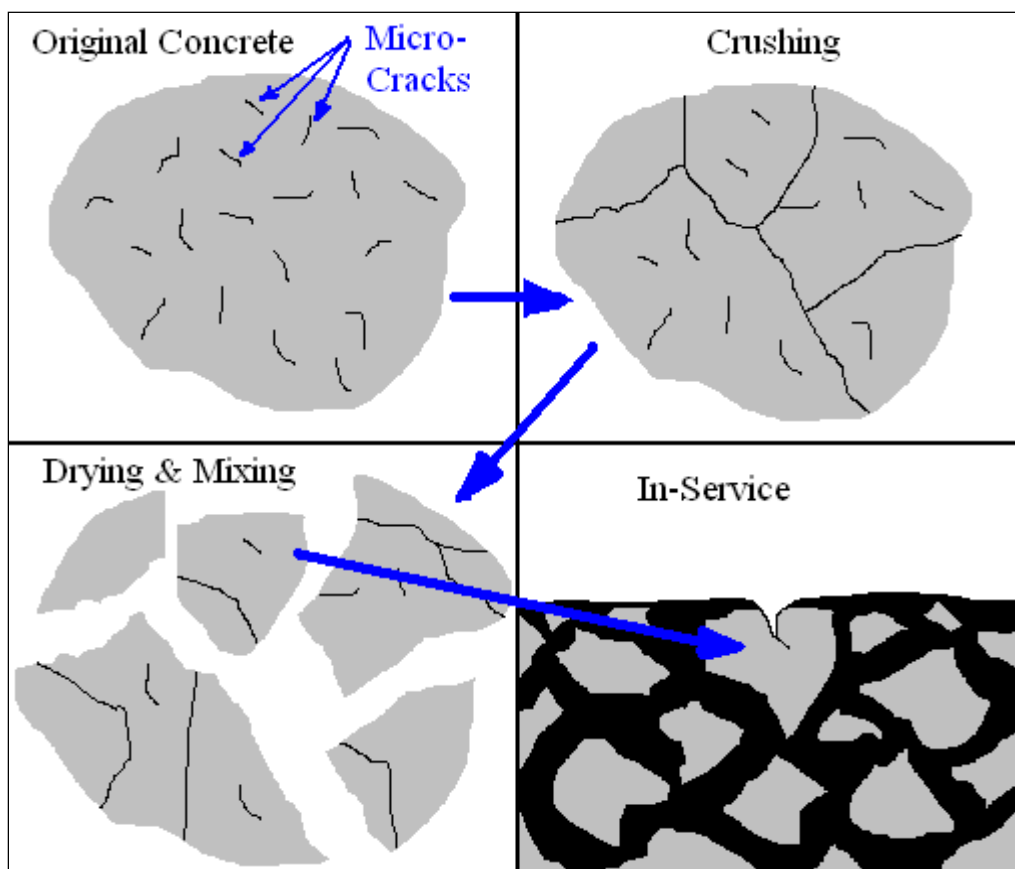 Original Concrete
Micro-
Cracks
Crushing
Drying & Mixing
In-Service